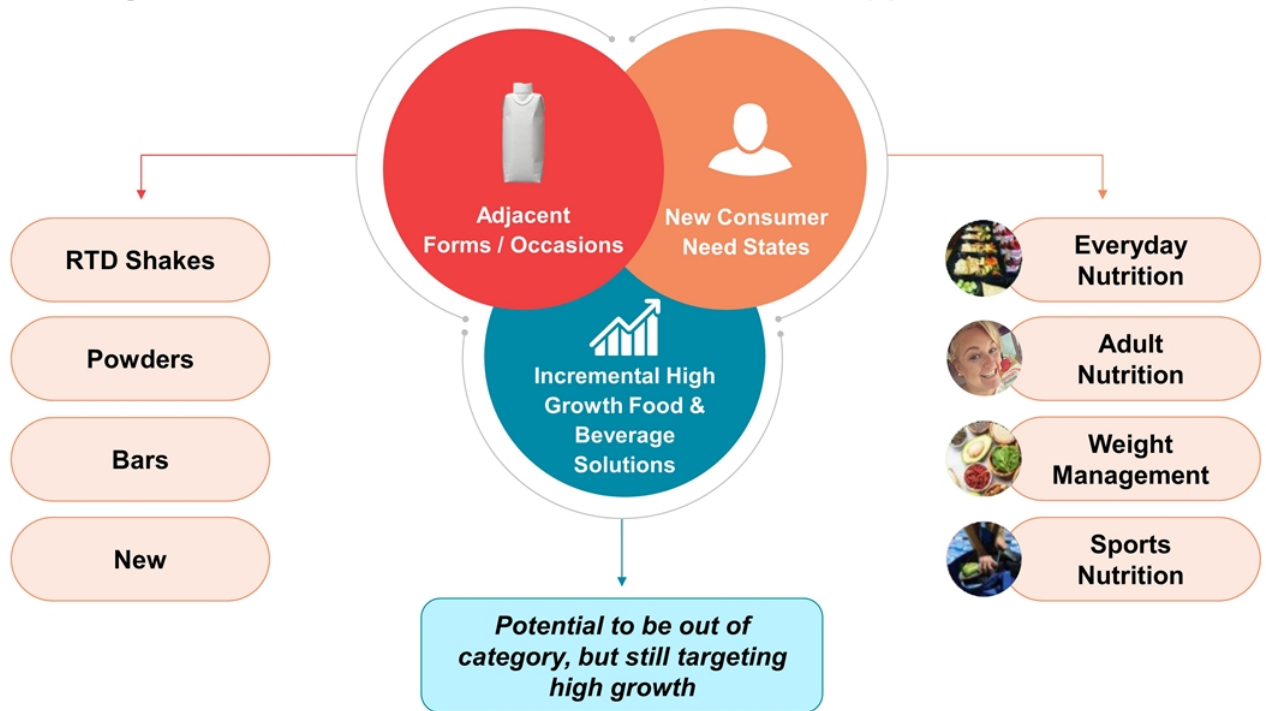 Adjacent
Forms / Occasions
New Consumer
Need States
Incremental High
Growth Food &
Beverage
Solutions
RTD Shakes
Powders
Bars
New
Everyday
Nutrition
Adult
Nutrition
Weight
Management
Sports
Nutrition
Potential to be out of
category, but still targeting
high growth